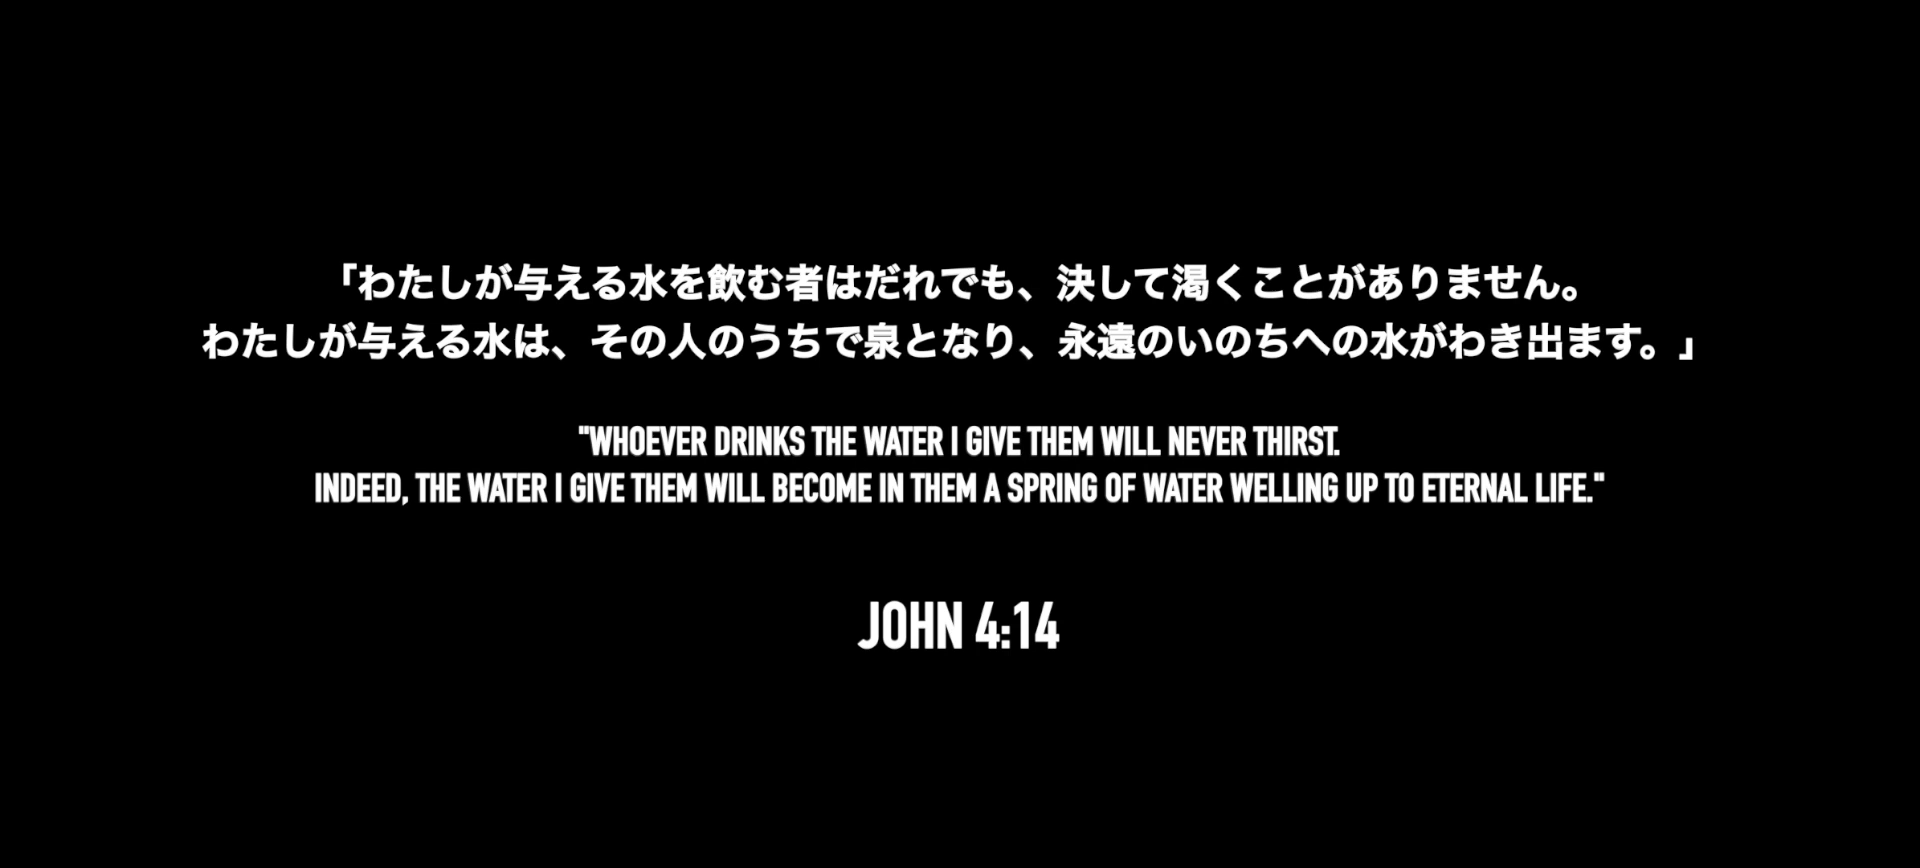 「わたしが与える水を飲む者はだれでも、決して渇くことがありません。
わたしが与える水は、その人のうちで泉となり、永遠のいのちへの水がわき出ます。」
"WHOEVER DRINKS THE WATER I GIVE THEM WILL NEVER THIRST.
INDEED, THE WATER I GIVE THEM WILL BECOME IN THEM A SPRING OF WATER WELLING UP TO ETERNAL LIFE."
JOHN 4:14